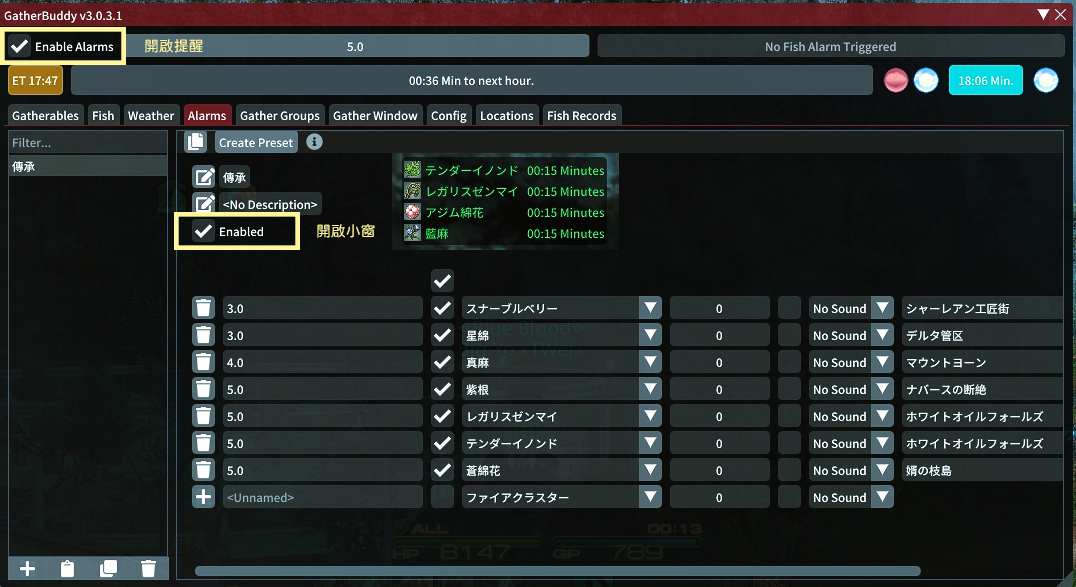 GatherBuddy v3.0.3.1
Enable Alarms 開啟提醒 5.0 No Fish Alarm Triggered
ET 17:47 00:36 Min to next hour. 18:06 Min.
Gatherables Fish Weather Alarms Gather Groups Gather Window Config Locations Fish Records
Filter... Create Preset
傳承
傳承
<No Description>
Enabled 開啟小窗
テンダーイノンド 00:15 Minutes
レガリスゼンマイ 00:15 Minutes
アジム綿花 00:15 Minutes
藍麻 00:15 Minutes
3.0 スナーブルベリー 0 No Sound シャーレアン工匠街
3.0 星綿 0 No Sound デルタ管区
4.0 真麻 0 No Sound マウントヨーン
5.0 紫根 0 No Sound ナバースの断絶
5.0 レガリスゼンマイ 0 No Sound ホワイトオイルフォールズ
5.0 テンダーイノンド 0 No Sound ホワイトオイルフォールズ
5.0 蒼綿花 0 No Sound 婿の枝島
<Unnamed> ファイアクラスター 0 No Sound
ALL 00:13
HP 8147 GP 789